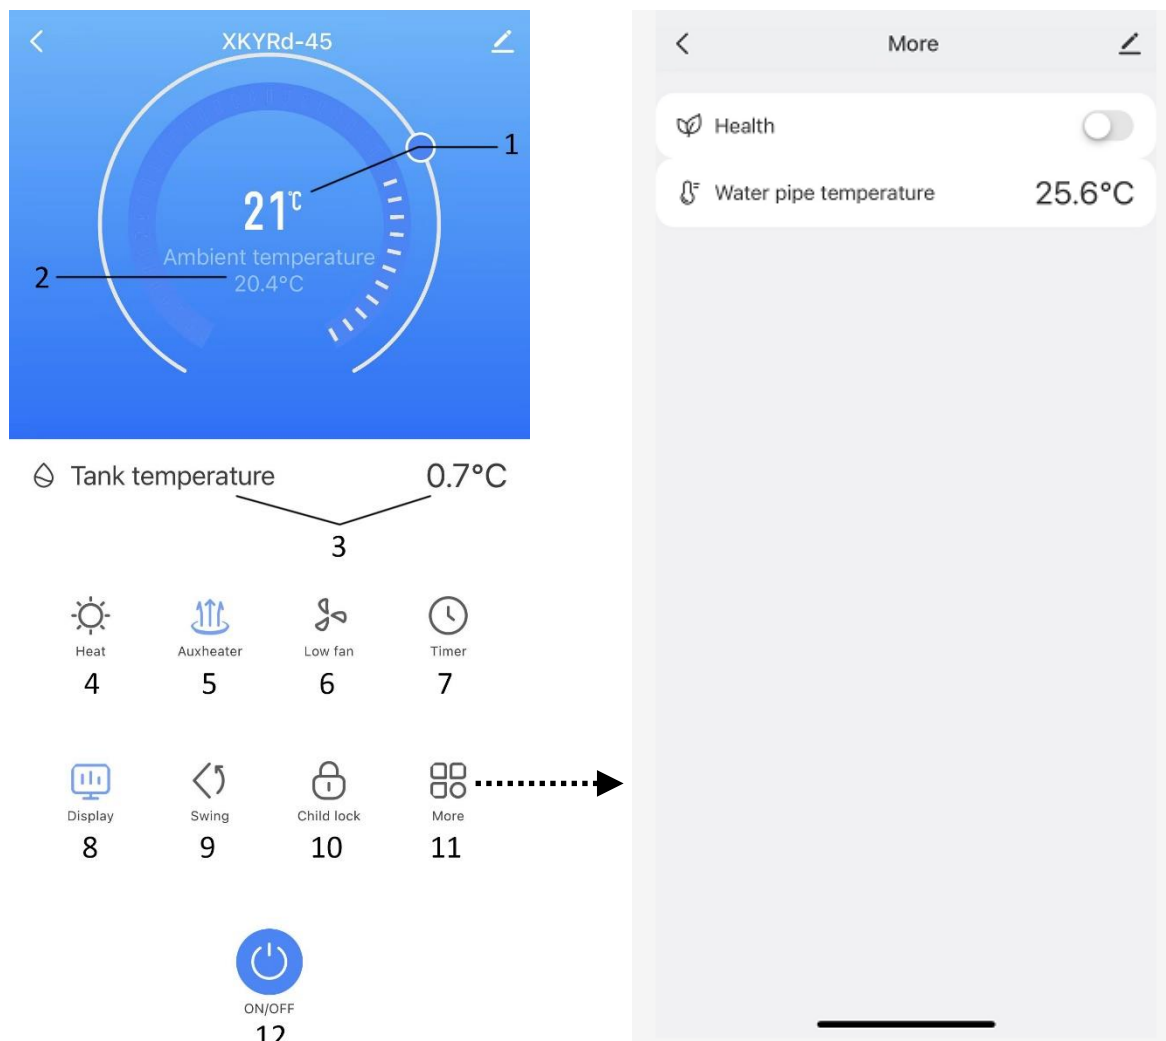 XKYRd-45
1
21°C
Ambient temperature
2
20.4°C
Tank temperature 0.7°C
3
Heat Auxheater Low fan Timer
4 5 6 7
Display Swing Child lock More
8 9 10 11
ON/OFF
12
More
Health
Water pipe temperature 25.6°C